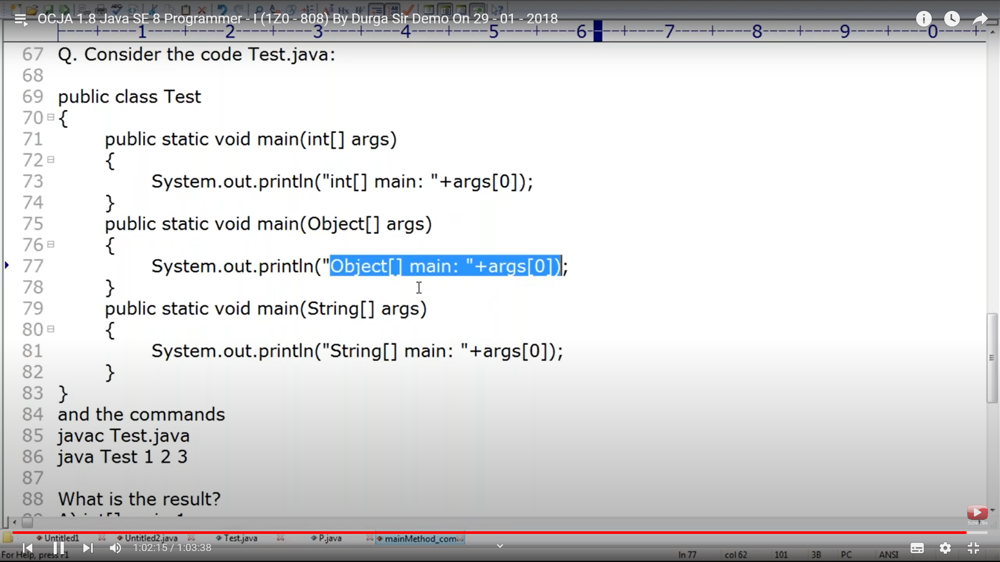 OCJA 1.8 Java SE 8 Programmer - I (1Z0 - 808) By Durga Sir Demo On 29 - 01 - 2018
|----+----1----+----2----+----3----+----4----+----5----+----6----+----7----+----8----+----9----+----0----+-
67 Q. Consider the code Test.java:
68
69 public class Test
70 {
71 public static void main(int[] args)
72 {
73 System.out.println("int[] main: "+args[0]);
74 }
75 public static void main(Object[] args)
76 {
77 System.out.println("Object[] main: "+args[0]);
78 }
79 public static void main(String[] args)
80 {
81 System.out.println("String[] main: "+args[0]);
82 }
83 }
84 and the commands
85 javac Test.java
86 java Test 1 2 3
87
88 What is the result?
Subscribe
Untitled1 Untitled2.java Test.java P.java mainMethod_com
1:02:15 / 1:03:38
For Help, press F1 ln 77 col 62 101 3B PC ANSI